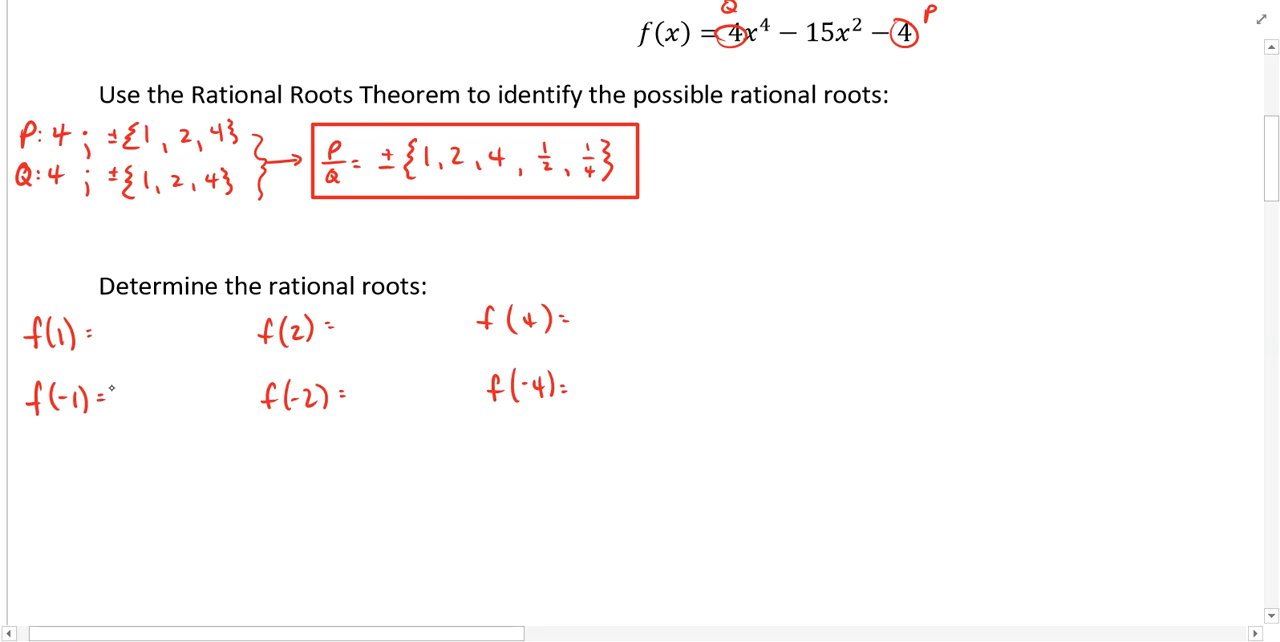 Q P
f(x) = 4x⁴ − 15x² − 4
Use the Rational Roots Theorem to identify the possible rational roots:
P: 4 ; ±{1, 2, 4}
Q: 4 ; ±{1, 2, 4}
P/Q = ±{1, 2, 4, 1/2, 1/4}
Determine the rational roots:
f(1) = f(2) = f(4) =
f(-1) = f(-2) = f(-4) =